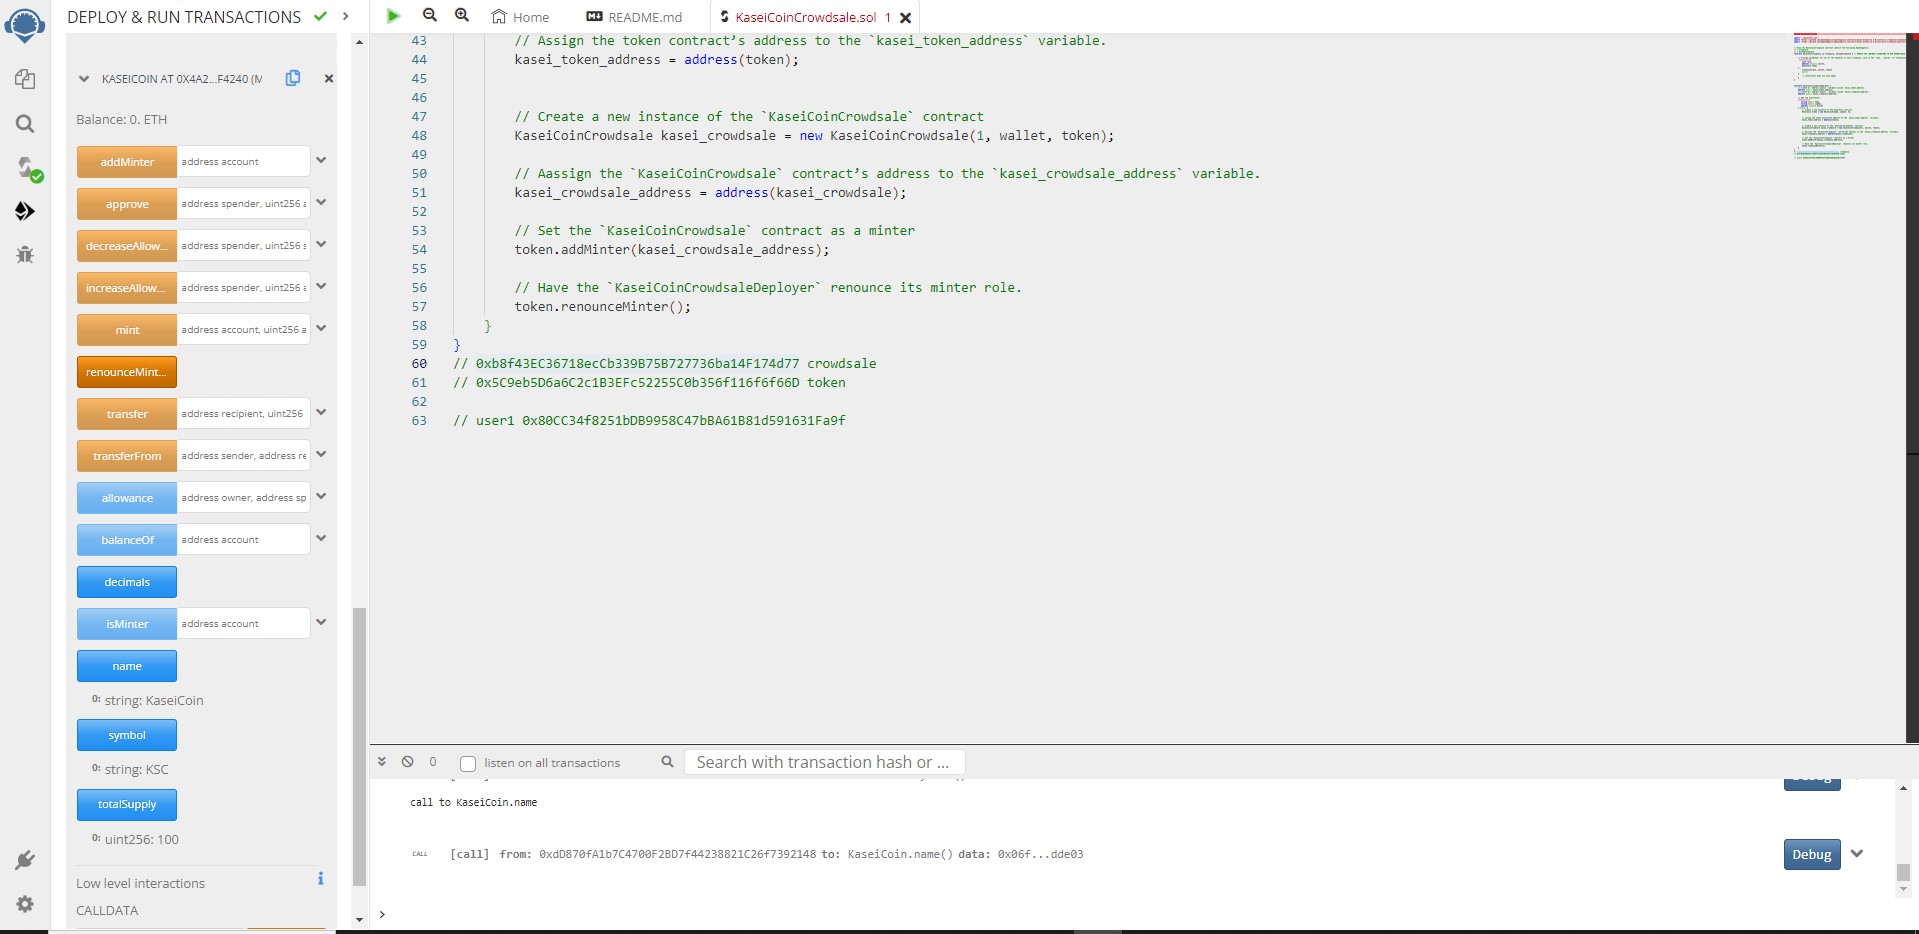 DEPLOY & RUN TRANSACTIONS
KASEICOIN AT 0X4A2...F4240 (M
Balance: 0. ETH
addMinter address account
approve address spender, uint256 a
decreaseAllow... address spender, uint256 s
increaseAllow... address spender, uint256 a
mint address account, uint256 a
renounceMint...
transfer address recipient, uint256
transferFrom address sender, address re
allowance address owner, address sp
balanceOf address account
decimals
isMinter address account
name
0: string: KaseiCoin
symbol
0: string: KSC
totalSupply
0: uint256: 100
Low level interactions
CALLDATA
Home README.md KaseiCoinCrowdsale.sol 1
43 // Assign the token contract’s address to the `kasei_token_address` variable.
44 kasei_token_address = address(token);
45
46
47 // Create a new instance of the `KaseiCoinCrowdsale` contract
48 KaseiCoinCrowdsale kasei_crowdsale = new KaseiCoinCrowdsale(1, wallet, token);
49
50 // Aassign the `KaseiCoinCrowdsale` contract’s address to the `kasei_crowdsale_address` variable.
51 kasei_crowdsale_address = address(kasei_crowdsale);
52
53 // Set the `KaseiCoinCrowdsale` contract as a minter
54 token.addMinter(kasei_crowdsale_address);
55
56 // Have the `KaseiCoinCrowdsaleDeployer` renounce its minter role.
57 token.renounceMinter();
58 }
59 }
60 // 0xb8f43EC36718ecCb339B75B727736ba14F174d77 crowdsale
61 // 0x5C9eb5D6a6C2c1B3EFc52255C0b356f116f6f66D token
62
63 // user1 0x80CC34f8251bDB9958C47bBA61B81d591631Fa9f
0 listen on all transactions Search with transaction hash or ...
Debug
call to KaseiCoin.name
CALL [call] from: 0xdD870fA1b7C4700F2BD7f44238821C26f7392148 to: KaseiCoin.name() data: 0x06f...dde03 Debug
>